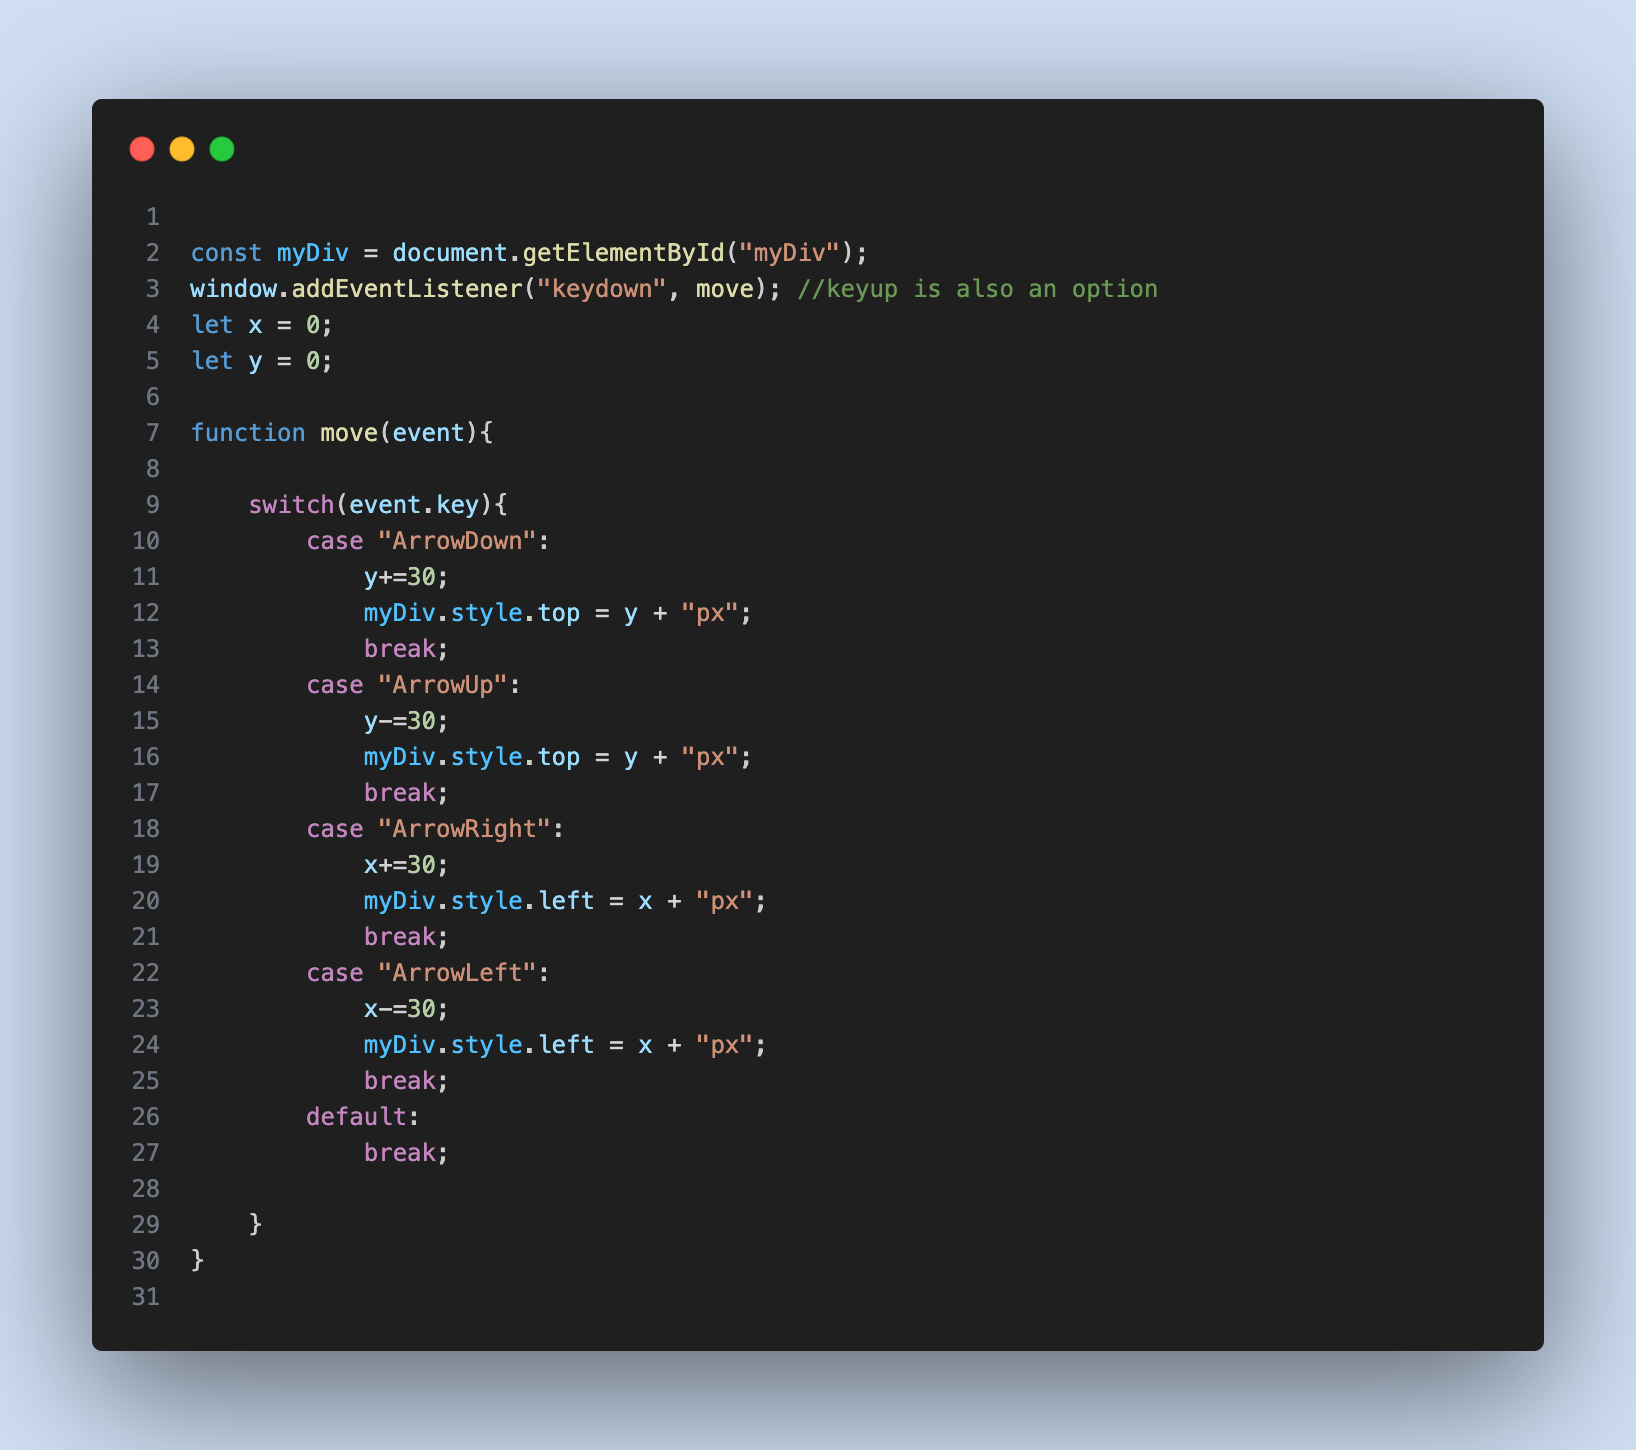 1
2 const myDiv = document.getElementById("myDiv");
3 window.addEventListener("keydown", move); //keyup is also an option
4 let x = 0;
5 let y = 0;
6
7 function move(event){
8
9     switch(event.key){
10         case "ArrowDown":
11             y+=30;
12             myDiv.style.top = y + "px";
13             break;
14         case "ArrowUp":
15             y-=30;
16             myDiv.style.top = y + "px";
17             break;
18         case "ArrowRight":
19             x+=30;
20             myDiv.style.left = x + "px";
21             break;
22         case "ArrowLeft":
23             x-=30;
24             myDiv.style.left = x + "px";
25             break;
26         default:
27             break;
28
29     }
30 }
31